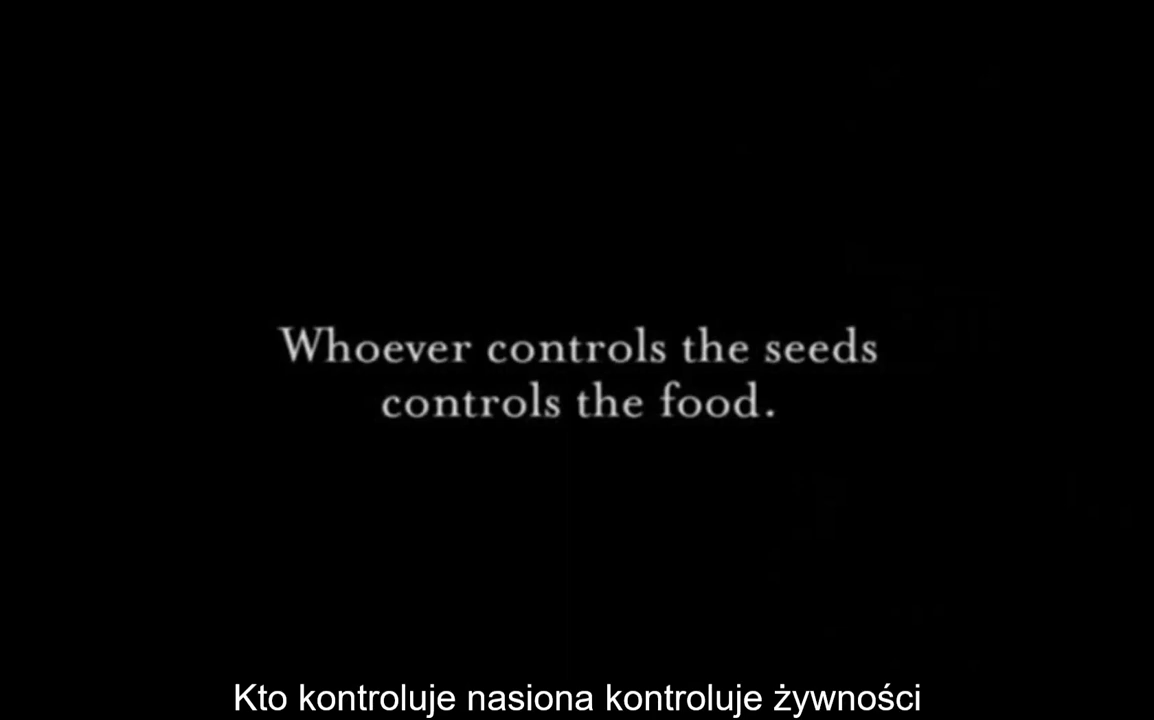 Whoever controls the seeds
controls the food.
Kto kontroluje nasiona kontroluje żywności